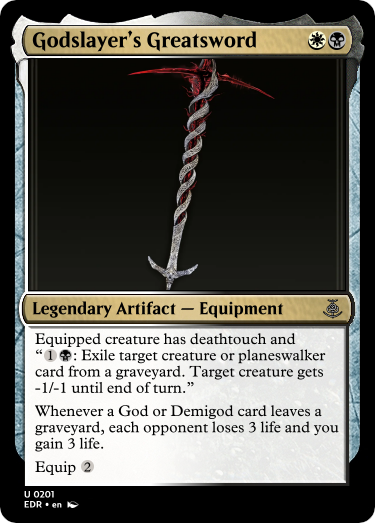 Godslayer's Greatsword
Legendary Artifact — Equipment
Equipped creature has deathtouch and
“1: Exile target creature or planeswalker
card from a graveyard. Target creature gets
-1/-1 until end of turn.”
Whenever a God or Demigod card leaves a
graveyard, each opponent loses 3 life and you
gain 3 life.
Equip 2
U 0201
EDR • en